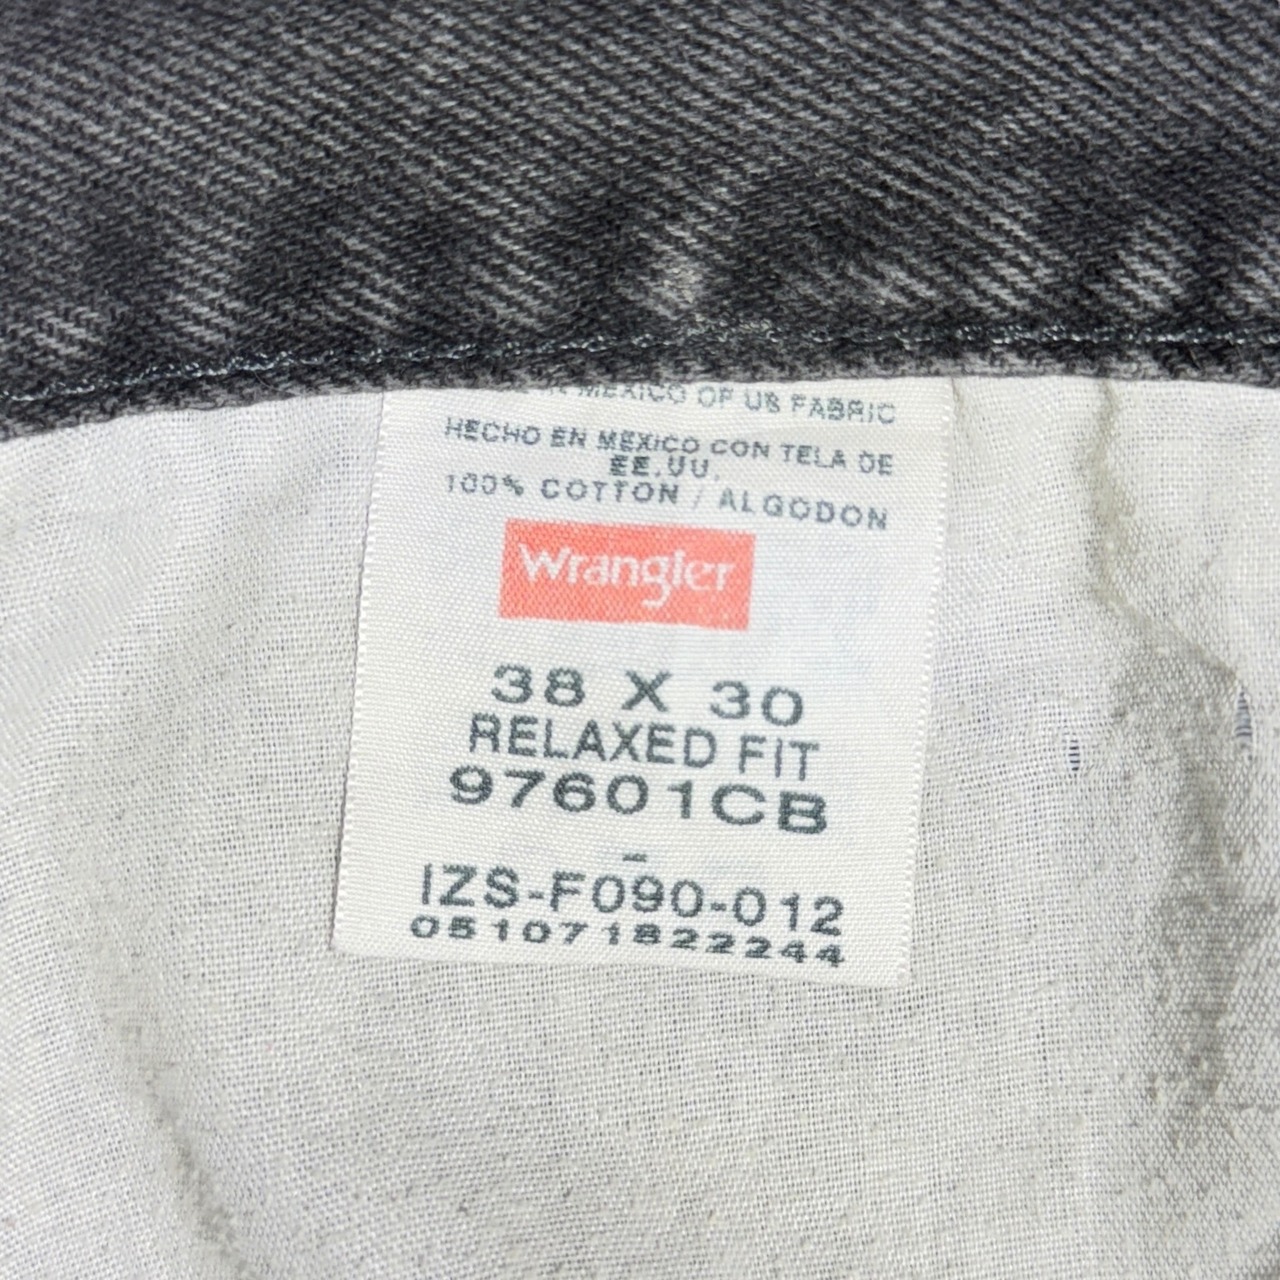 IN MEXICO OF US FABRIC
HECHO EN MEXICO CON TELA DE
EE.UU.
100% COTTON / ALGODON
Wrangler
38 X 30
RELAXED FIT
97601CB
-
IZS-F090-012
051071822244